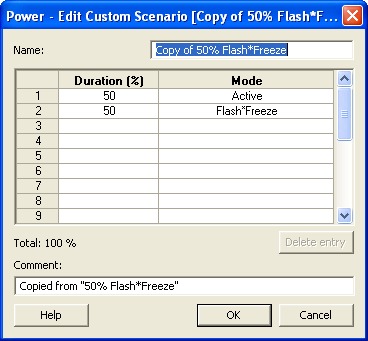 Power - Edit Custom Scenario [Copy of 50% Flash*F...
Name: Copy of 50% Flash*Freeze
Duration (%) Mode
1 50 Active
2 50 Flash*Freeze
3
4
5
6
7
8
9
Total: 100 %
Delete entry
Comment:
Copied from "50% Flash*Freeze"
Help OK Cancel